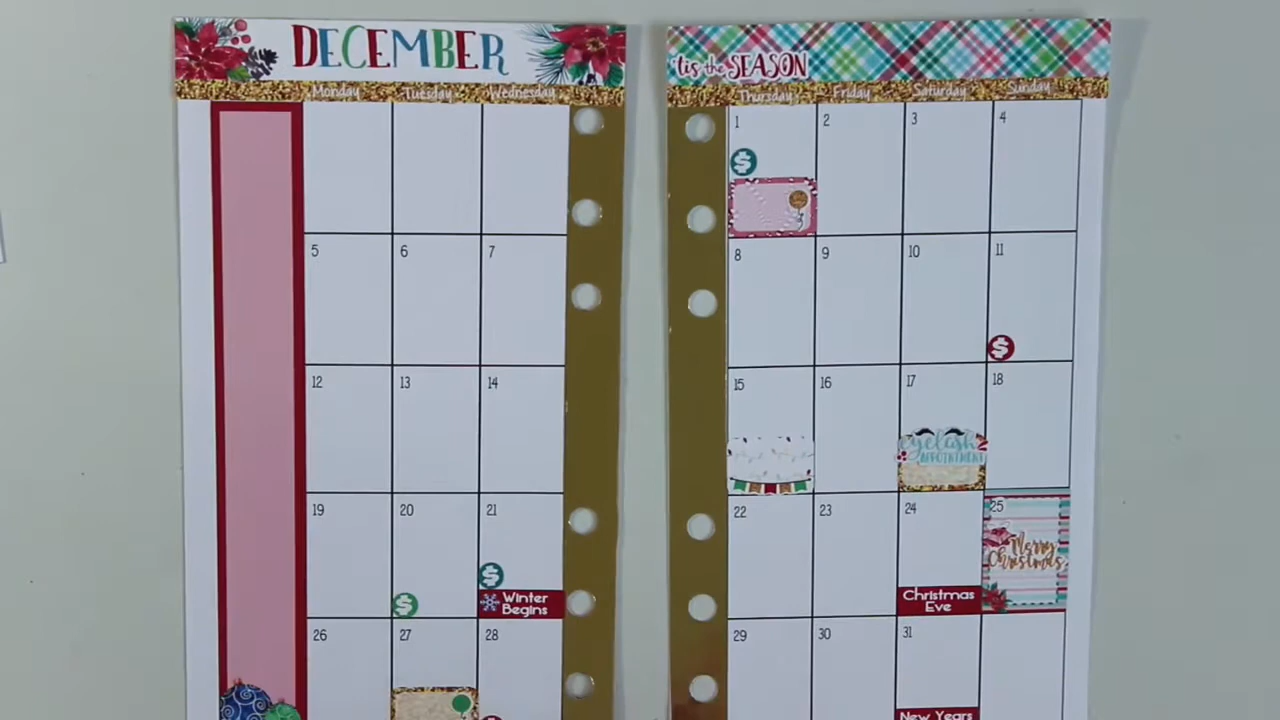 DECEMBER
'tis the SEASON
Monday Tuesday Wednesday Thursday Friday Saturday Sunday
1 2 3 4
$
5 6 7 8 9 10 11
$
12 13 14 15 16 17 18
eyelash
APPOINTMENT
19 20 21 22 23 24 25
Merry
Christmas
$ $
Winter
Begins
Christmas
Eve
26 27 28 29 30 31
New Years